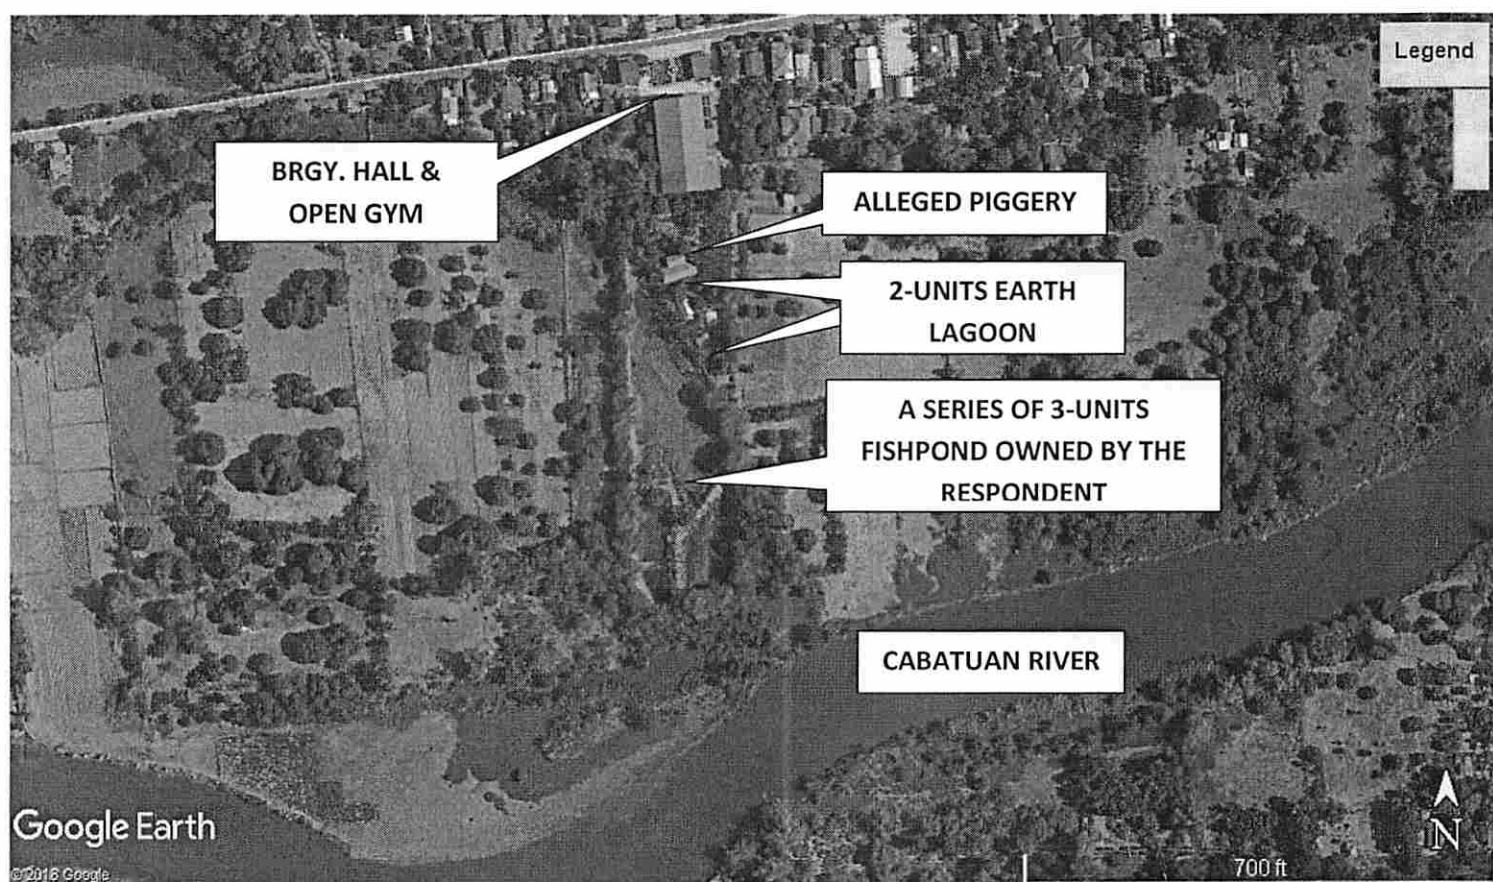 Legend
BRGY. HALL &
OPEN GYM
ALLEGED PIGGERY
2-UNITS EARTH
LAGOON
A SERIES OF 3-UNITS
FISHPOND OWNED BY THE
RESPONDENT
CABATUAN RIVER
Google Earth
N
©2018 Google
700 ft